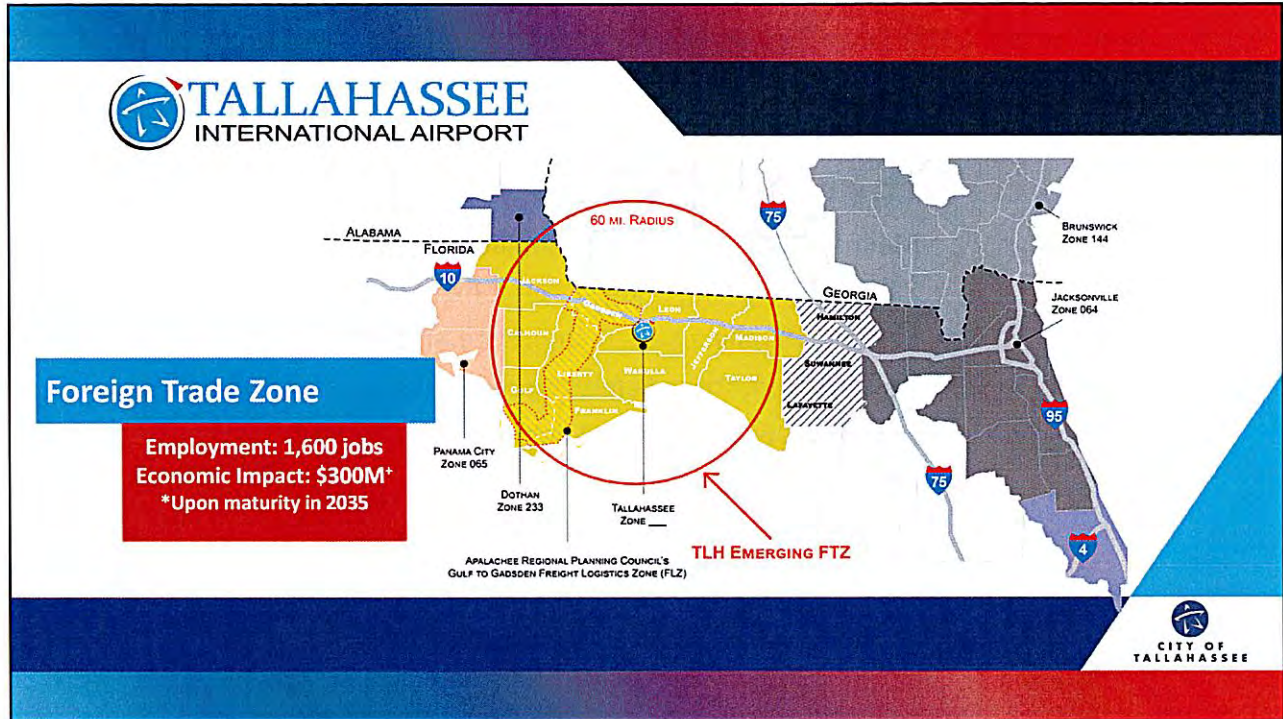 TALLAHASSEE
INTERNATIONAL AIRPORT
60 MI. RADIUS
75
BRUNSWICK
ZONE 144
ALABAMA
FLORIDA
10
JACKSON
GADSDEN
LEON
GEORGIA
HAMILTON
JACKSONVILLE
ZONE 064
CALHOUN
JEFFERSON
MADISON
LIBERTY
WAKULLA
SUWANNEE
TAYLOR
GULF
FRANKLIN
LAFAYETTE
95
Foreign Trade Zone
Employment: 1,600 jobs
Economic Impact: $300M+
*Upon maturity in 2035
PANAMA CITY
ZONE 065
DOTHAN
ZONE 233
TALLAHASSEE
ZONE ___
75
4
TLH EMERGING FTZ
APALACHEE REGIONAL PLANNING COUNCIL'S
GULF TO GADSDEN FREIGHT LOGISTICS ZONE (FLZ)
CITY OF
TALLAHASSEE